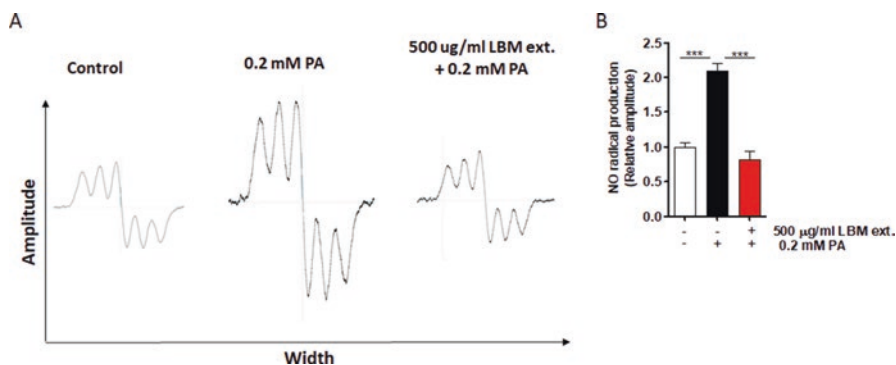 A
Control
0.2 mM PA
500 ug/ml LBM ext.
+ 0.2 mM PA
Amplitude
Width
B
NO radical production
(Relative amplitude)
2.5
2.0
1.5
1.0
0.5
0.0
*** ***
- - + 500 µg/ml LBM ext.
- + + 0.2 mM PA